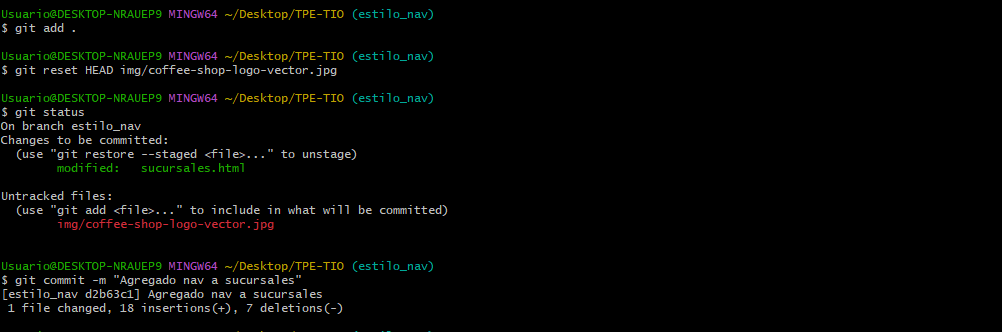 Usuario@DESKTOP-NRAUEP9 MINGW64 ~/Desktop/TPE-TIO (estilo_nav)
$ git add .
Usuario@DESKTOP-NRAUEP9 MINGW64 ~/Desktop/TPE-TIO (estilo_nav)
$ git reset HEAD img/coffee-shop-logo-vector.jpg
Usuario@DESKTOP-NRAUEP9 MINGW64 ~/Desktop/TPE-TIO (estilo_nav)
$ git status
On branch estilo_nav
Changes to be committed:
  (use "git restore --staged <file>..." to unstage)
        modified:   sucursales.html
Untracked files:
  (use "git add <file>..." to include in what will be committed)
        img/coffee-shop-logo-vector.jpg
Usuario@DESKTOP-NRAUEP9 MINGW64 ~/Desktop/TPE-TIO (estilo_nav)
$ git commit -m "Agregado nav a sucursales"
[estilo_nav d2b63c1] Agregado nav a sucursales
 1 file changed, 18 insertions(+), 7 deletions(-)